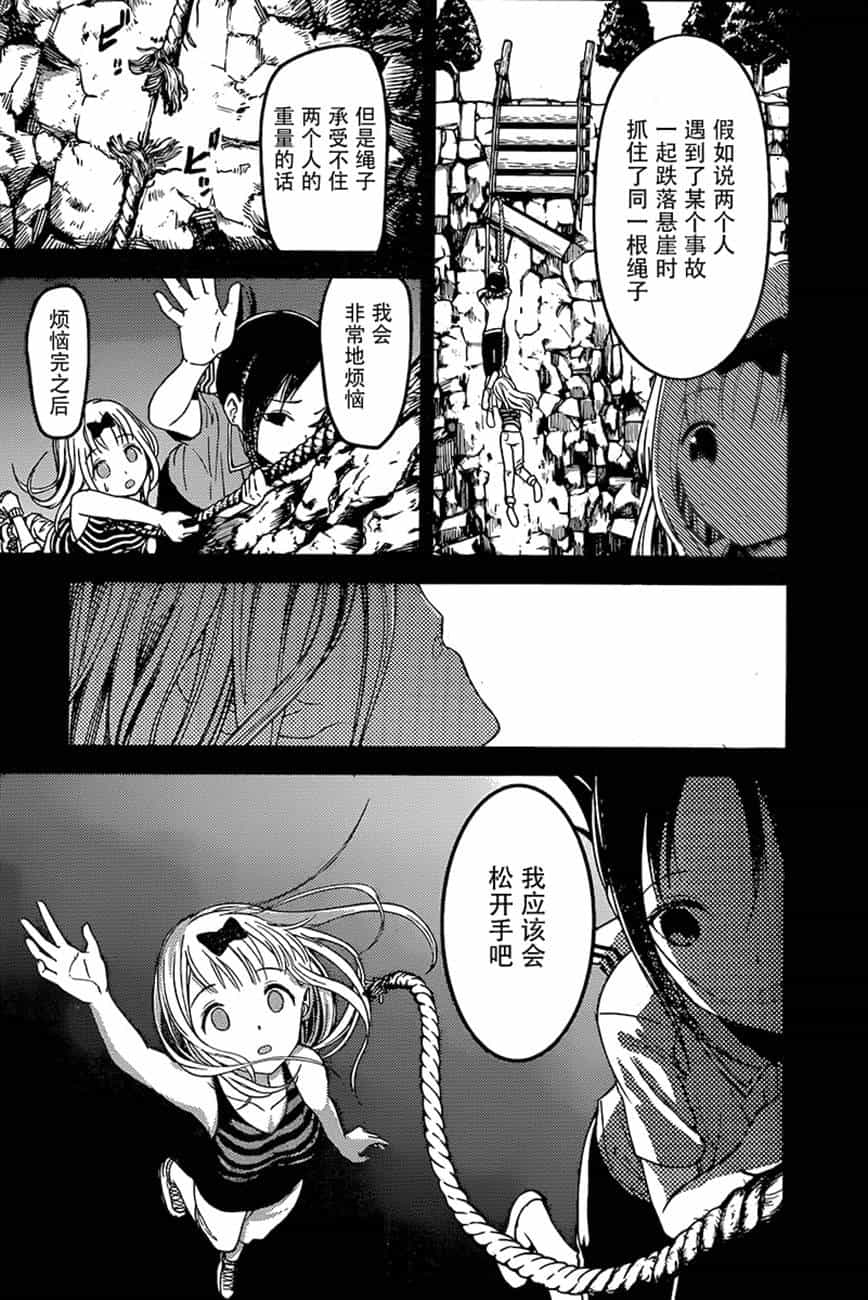 假如说两个人
遇到了某个事故
一起跌落悬崖时
抓住了同一根绳子
但是绳子
承受不住
两个人的
重量的话
我会
非常地烦恼
烦恼完之后
我应该会
松开手吧